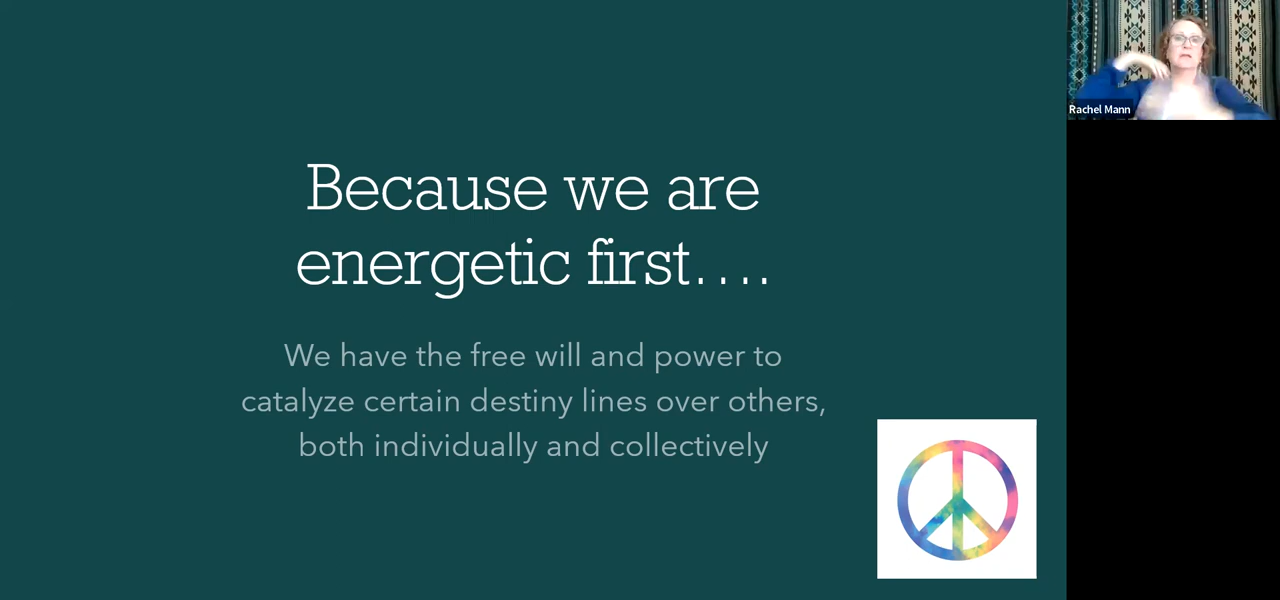 Because we are
energetic first….
We have the free will and power to
catalyze certain destiny lines over others,
both individually and collectively
Rachel Mann